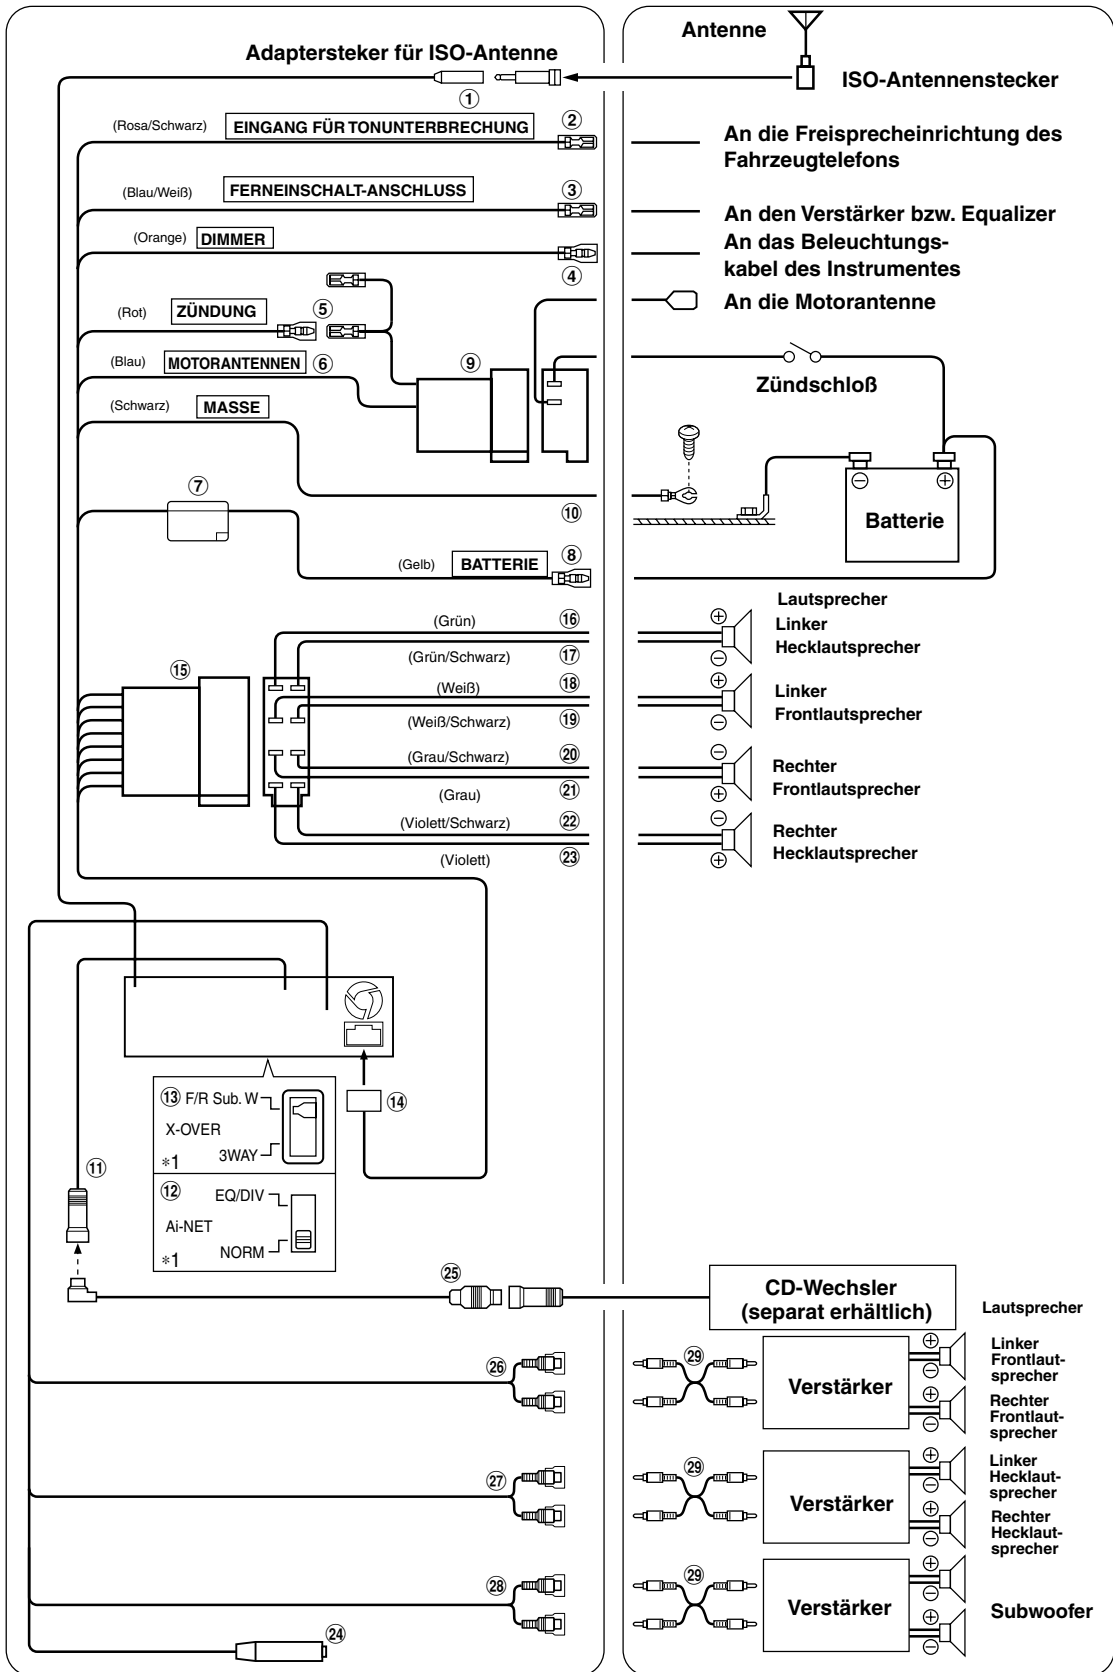 Antenne
Adaptersteker für ISO-Antenne
ISO-Antennenstecker
①
(Rosa/Schwarz) EINGANG FÜR TONUNTERBRECHUNG ②
An die Freisprecheinrichtung des
Fahrzeugtelefons
(Blau/Weiß) FERNEINSCHALT-ANSCHLUSS ③
An den Verstärker bzw. Equalizer
(Orange) DIMMER ④
An das Beleuchtungs-
kabel des Instrumentes
An die Motorantenne
(Rot) ZÜNDUNG ⑤
(Blau) MOTORANTENNEN ⑥ ⑨
Zündschloß
(Schwarz) MASSE
⑦
⑩
⊖ ⊕
Batterie
(Gelb) BATTERIE ⑧
Lautsprecher
(Grün) ⑯ ⊕
Linker
Hecklautsprecher
(Grün/Schwarz) ⑰ ⊖
⑮
(Weiß) ⑱ ⊕
Linker
Frontlautsprecher
(Weiß/Schwarz) ⑲ ⊖
(Grau/Schwarz) ⑳ ⊖
Rechter
Frontlautsprecher
(Grau) ㉑ ⊕
(Violett/Schwarz) ㉒ ⊖
Rechter
Hecklautsprecher
(Violett) ㉓ ⊕
⑬ F/R Sub. W
X-OVER
*1 3WAY
⑭
⑪
⑫ EQ/DIV
Ai-NET
*1 NORM
㉕
CD-Wechsler
(separat erhältlich)
Lautsprecher
㉖ ㉙
Verstärker
⊕
⊖
Linker
Frontlaut-
sprecher
⊕
⊖
Rechter
Frontlaut-
sprecher
㉗ ㉙
Verstärker
⊕
⊖
Linker
Hecklaut-
sprecher
⊕
⊖
Rechter
Hecklaut-
sprecher
㉘ ㉙
Verstärker
⊕
⊖
⊕
⊖
Subwoofer
㉔